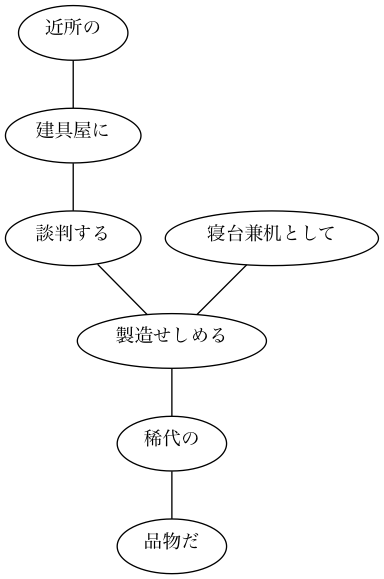 近所の
建具屋に
談判する
寝台兼机として
製造せしめる
稀代の
品物だ